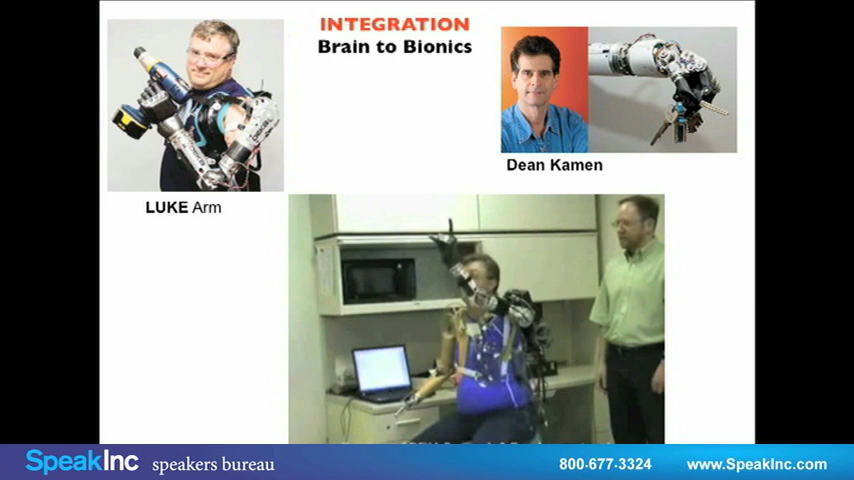 INTEGRATION
Brain to Bionics
Dean Kamen
LUKE Arm
SpeakInc speakers bureau
800-677-3324 www.SpeakInc.com